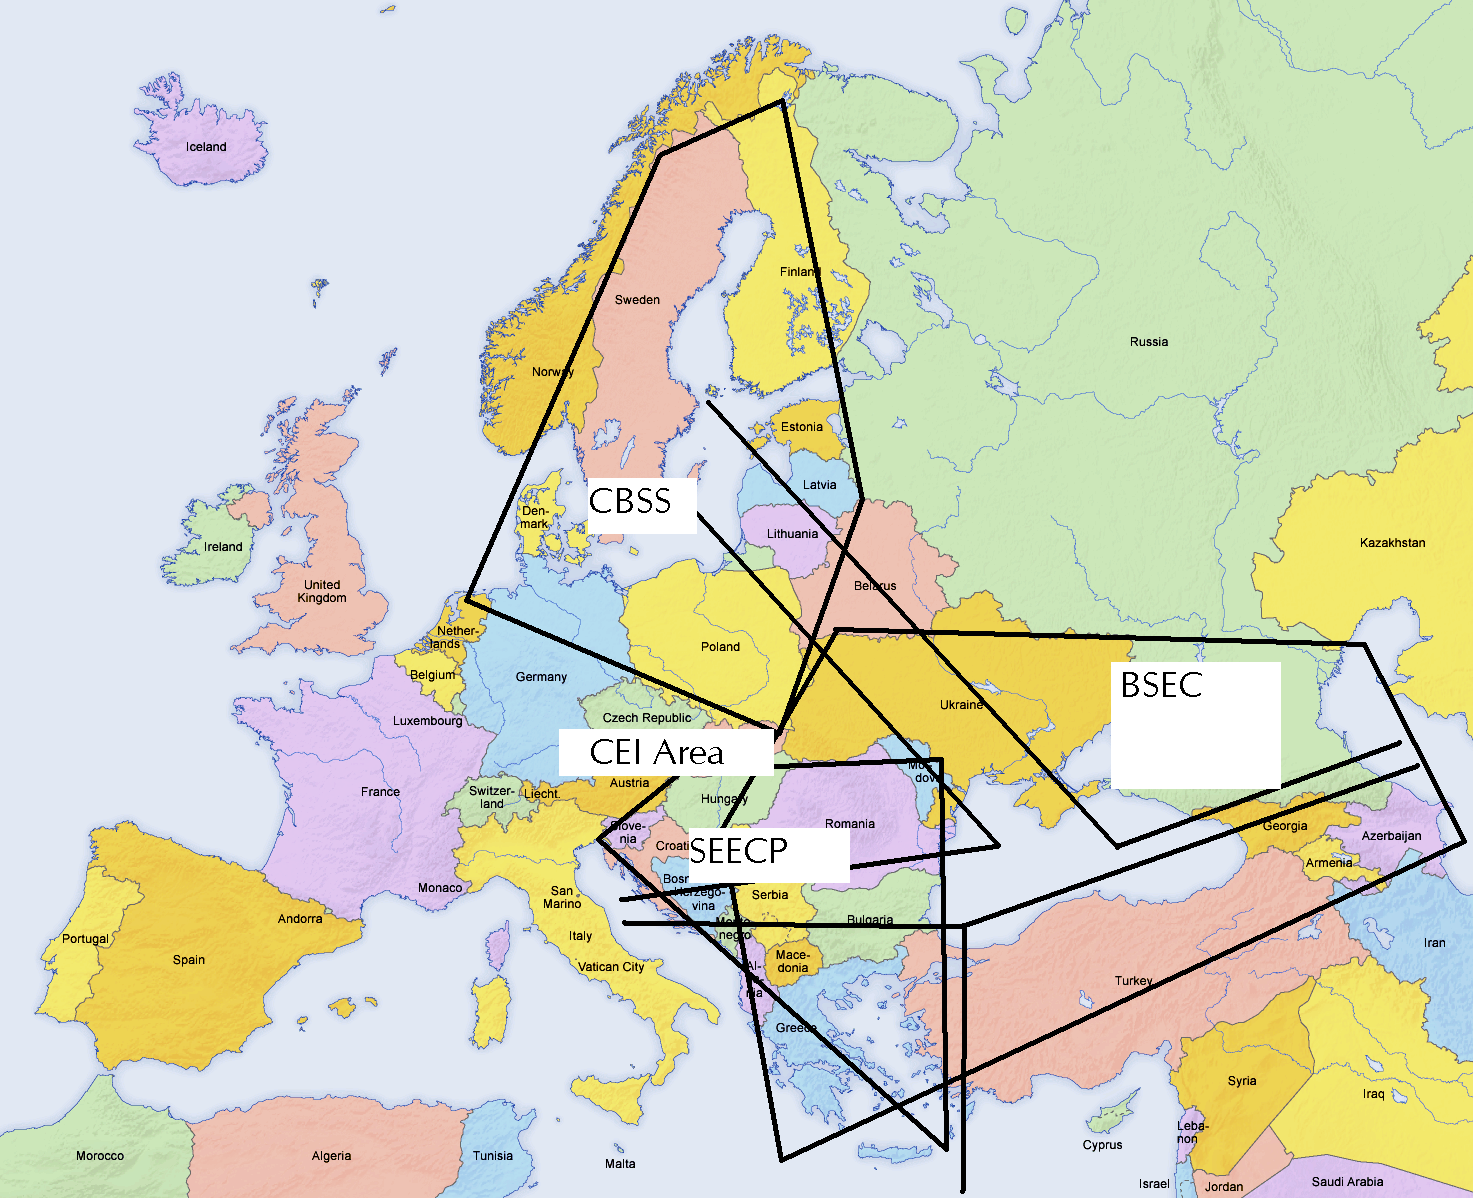 Iceland
Finland
Sweden
Russia
Norway
Estonia
Latvia
CBSS
Den-
mark
Lithuania
Ireland
Kazakhstan
United
Kingdom
Belarus
Nether-
lands
Poland
Belgium
Germany
BSEC
Ukraine
Luxembourg
Czech Republic
CEI Area
Austria
Switzer-
land
Liecht.
France
Hungary
Slove-
nia
Romania
Georgia
Azerbaijan
Croati
SEECP
Armenia
Monaco
San
Marino
Serbia
Herzego-
vina
Andorra
Bulgaria
Portugal
Italy
Iran
Spain
Vatican City
Mace-
donia
Turkey
Greece
Syria
Iraq
Leba-
non
Cyprus
Morocco
Algeria
Tunisia
Malta
Israel
Jordan
Saudi Arabia